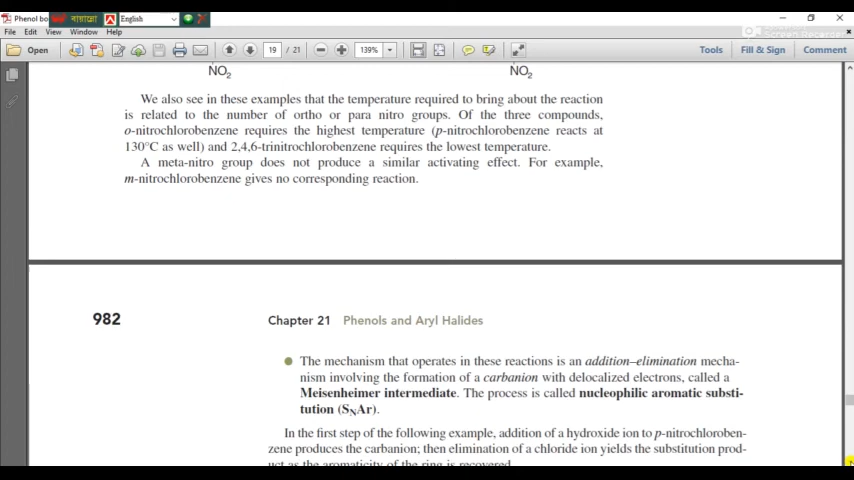 Phenol bo
বাংলা
English
File Edit View Window Help
Open 19 / 21 139% Tools Fill & Sign Comment
NO2 NO2
We also see in these examples that the temperature required to bring about the reaction
is related to the number of ortho or para nitro groups. Of the three compounds,
o-nitrochlorobenzene requires the highest temperature (p-nitrochlorobenzene reacts at
130°C as well) and 2,4,6-trinitrochlorobenzene requires the lowest temperature.
A meta-nitro group does not produce a similar activating effect. For example,
m-nitrochlorobenzene gives no corresponding reaction.
982 Chapter 21 Phenols and Aryl Halides
● The mechanism that operates in these reactions is an addition–elimination mecha-
nism involving the formation of a carbanion with delocalized electrons, called a
Meisenheimer intermediate. The process is called nucleophilic aromatic substi-
tution (SNAr).
In the first step of the following example, addition of a hydroxide ion to p-nitrochloroben-
zene produces the carbanion; then elimination of a chloride ion yields the substitution prod-
uct as the aromaticity of the ring is recovered.